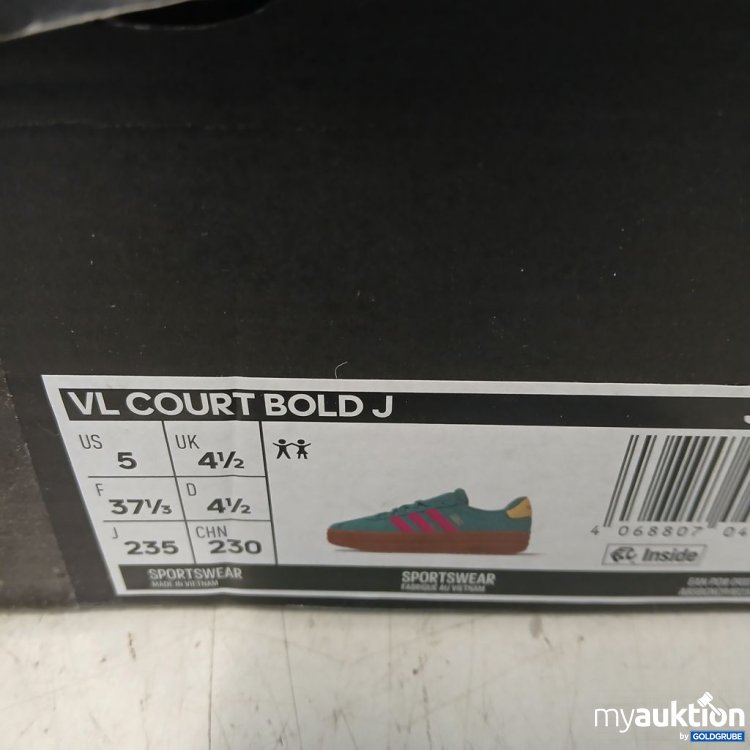 VL COURT BOLD J
US 5 UK 4½
F 37⅓ D 4½
J 235 CHN 230
4 068807 04
Inside
SPORTSWEAR SPORTSWEAR
MADE IN VIETNAM FABRIQUE AU VIETNAM
myauktion
by GOLDGRUBE